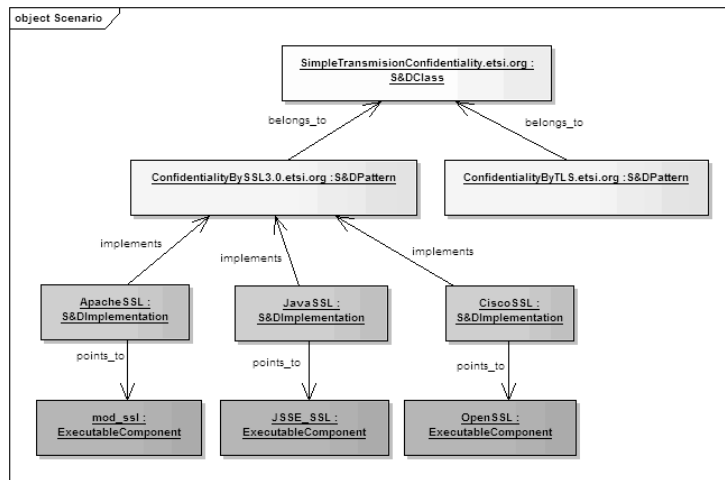 object Scenario
SimpleTransmisionConfidentiality.etsi.org :
S&DClass
belongs_to
belongs_to
ConfidentialityBySSL3.0.etsi.org :S&DPattern
ConfidentialityByTLS.etsi.org :S&DPattern
implements
implements
implements
ApacheSSL :
S&DImplementation
JavaSSL :
S&DImplementation
CiscoSSL :
S&DImplementation
points_to
points_to
points_to
mod_ssl :
ExecutableComponent
JSSE_SSL :
ExecutableComponent
OpenSSL :
ExecutableComponent